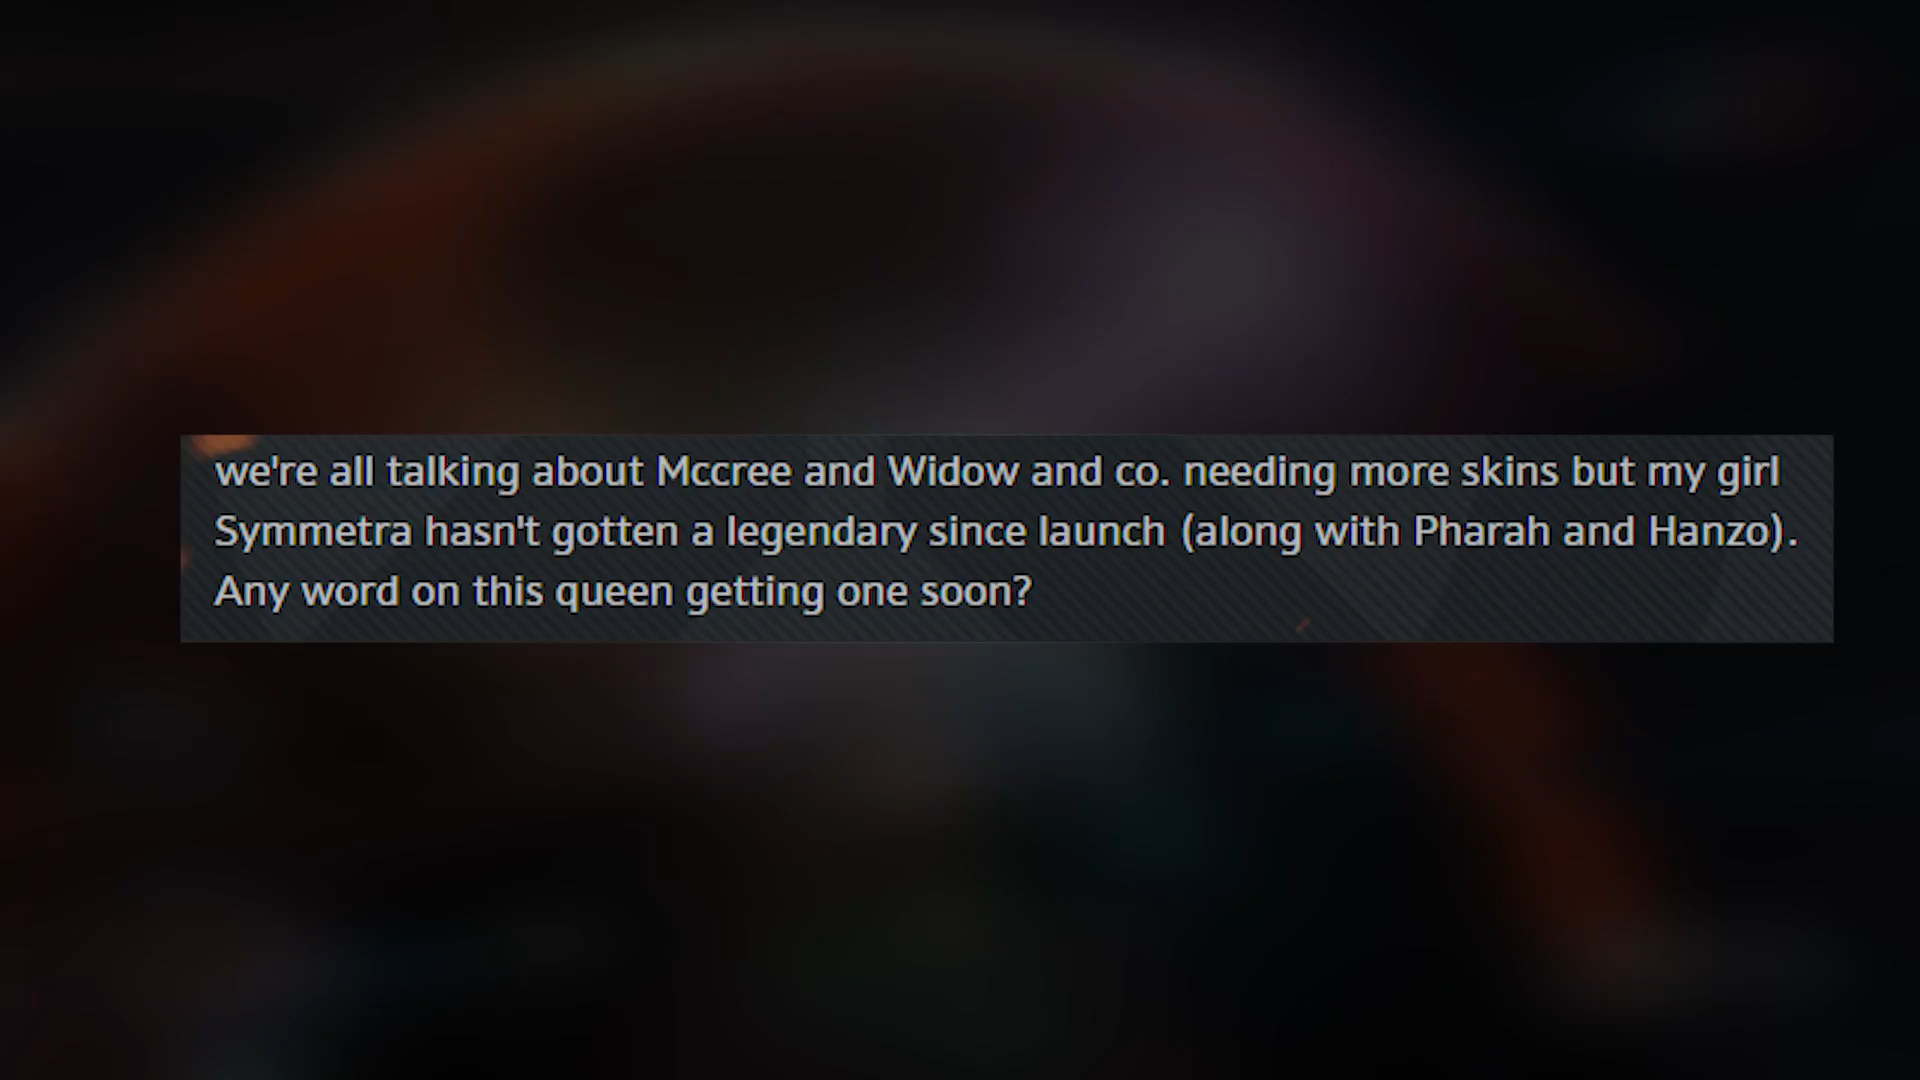 we're all talking about Mccree and Widow and co. needing more skins but my girl
Symmetra hasn't gotten a legendary since launch (along with Pharah and Hanzo).
Any word on this queen getting one soon?